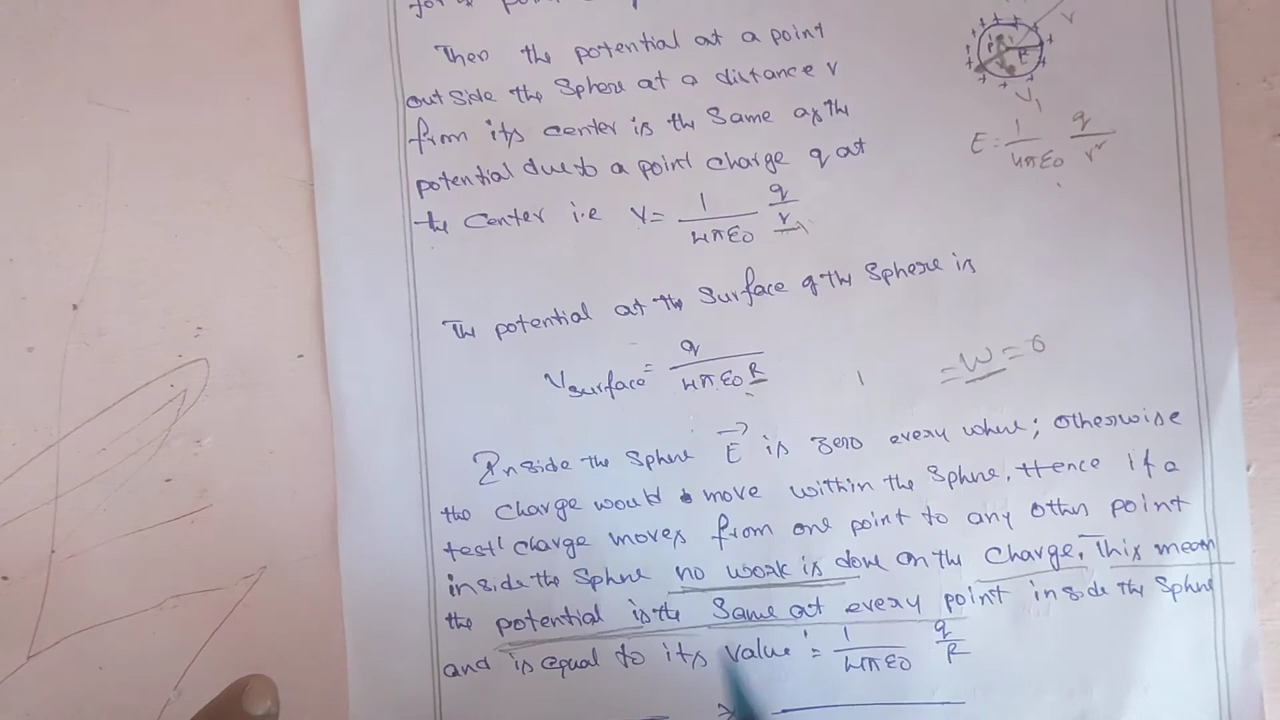 for a point
Then the potential at a point
outside the Sphere at a distance r
from its center is the Same as the
potential due to a point charge q at
the Center i.e V = 1/4πε0 q/r
E = 1/4πε0 q/r²
The potential at the Surface of the Sphere is
Vsurface = q/4πε0 R
= W = 0
Inside the Sphere E⃗ is zero every where; otherwise
the charge would move within the Sphere. Hence if a
test charge moves from one point to any other point
inside the Sphere no work is done on the charge. This mean
the potential is the Same at every point inside the Sphere
and is equal to its value = 1/4πε0 q/R